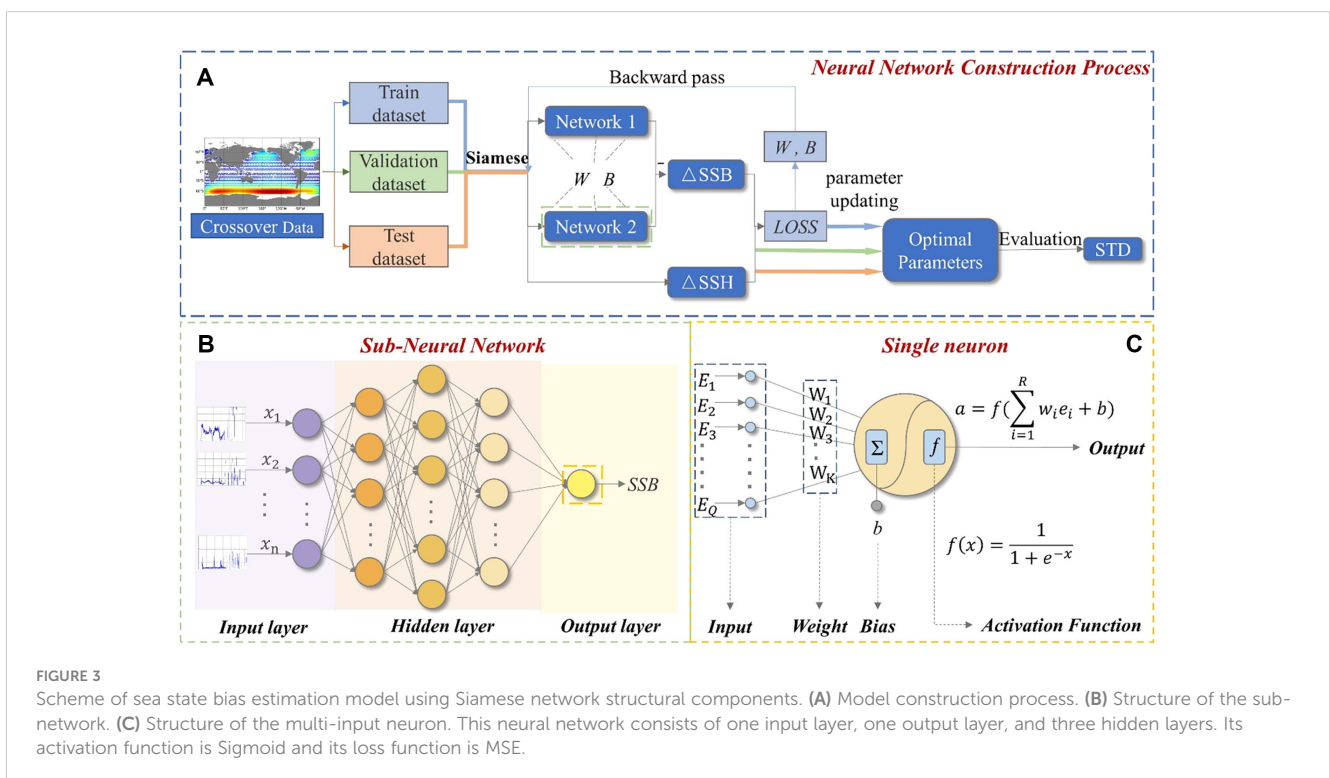 A
Neural Network Construction Process
Backward pass
Train
dataset
Validation
dataset
Test
dataset
Crossover Data
Siamese
Network 1
W B
Network 2
-
△SSB
△SSH
W , B
LOSS
parameter
updating
Optimal
Parameters
Evaluation
STD
B
Sub-Neural Network
x1
x2
xn
SSB
Input layer
Hidden layer
Output layer
Single neuron
C
E1
E2
E3
EQ
W1
W2
W3
WK
Σ
f
b
a = f(∑_{i=1}^{R} w_i e_i + b)
Output
f(x) = 1 / (1 + e^{-x})
Input
Weight
Bias
Activation Function
FIGURE 3
Scheme of sea state bias estimation model using Siamese network structural components. (A) Model construction process. (B) Structure of the sub-
network. (C) Structure of the multi-input neuron. This neural network consists of one input layer, one output layer, and three hidden layers. Its
activation function is Sigmoid and its loss function is MSE.